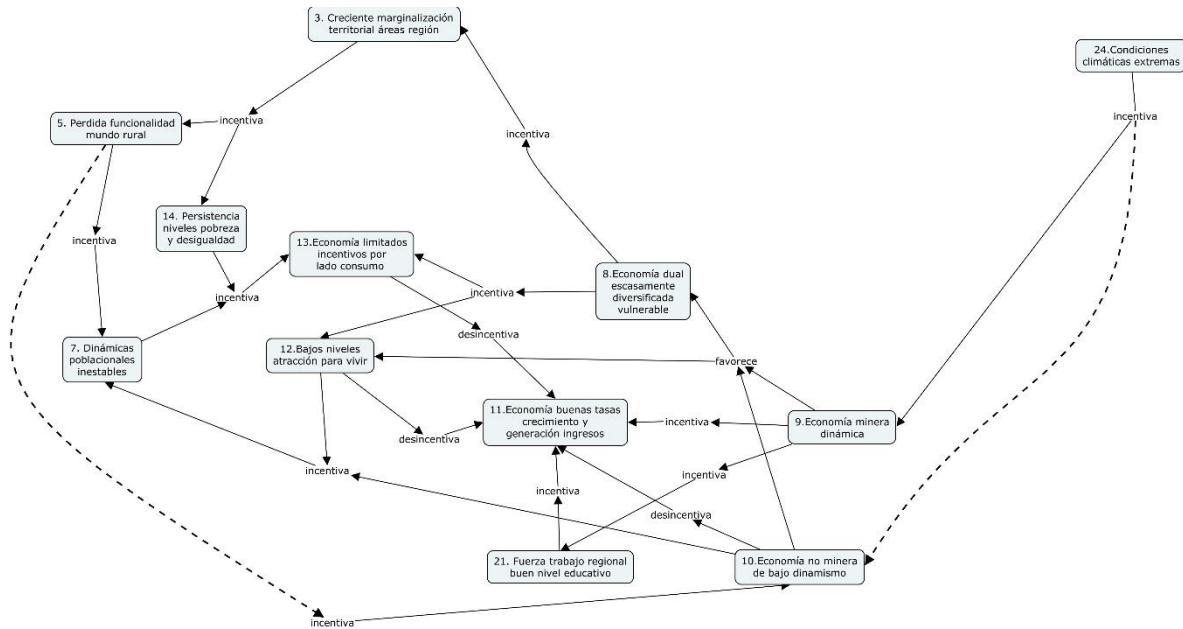 3. Creciente marginalización
territorial áreas región
24.Condiciones
climáticas extremas
incentiva
incentiva
5. Perdida funcionalidad
mundo rural
incentiva
14. Persistencia
niveles pobreza
y desigualdad
incentiva
13.Economía limitados
incentivos por
lado consumo
8.Economía dual
escasamente
diversificada
vulnerable
incentiva
incentiva
desincentiva
7. Dinámicas
poblacionales
inestables
12.Bajos niveles
atracción para vivir
favorece
11.Economía buenas tasas
crecimiento y
generación ingresos
incentiva
9.Economía minera
dinámica
desincentiva
incentiva
incentiva
incentiva
desincentiva
21. Fuerza trabajo regional
buen nivel educativo
10.Economía no minera
de bajo dinamismo
incentiva